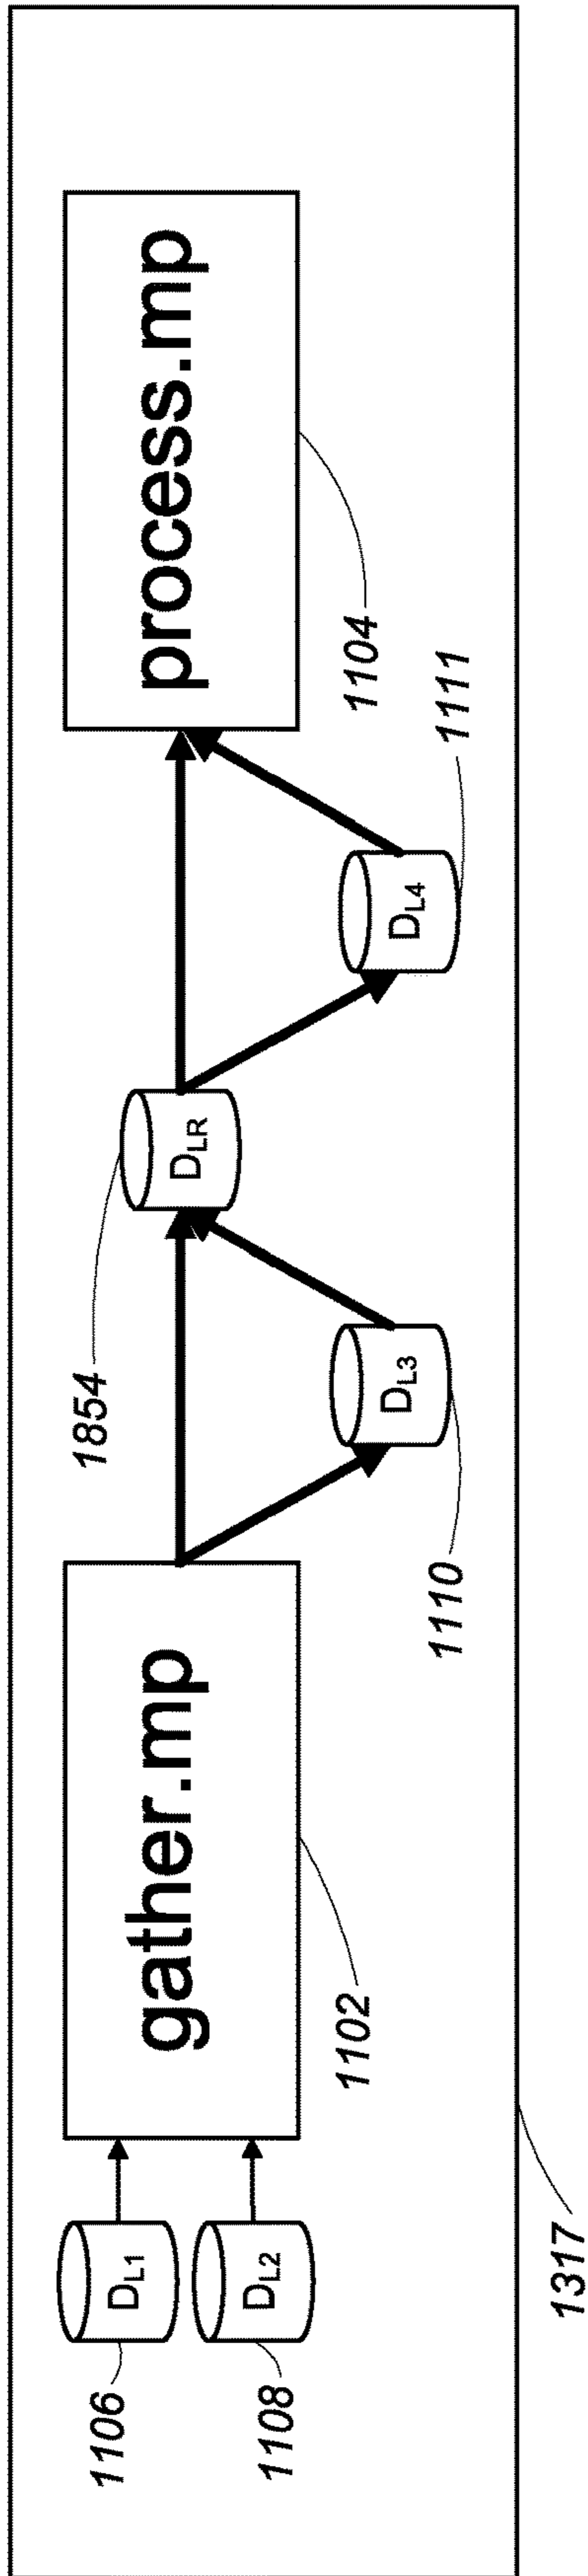 1106
D_L1
1108
D_L2
gather.mp
1102
1110
D_L3
1854
D_LR
D_L4
1111
process.mp
1104
1317